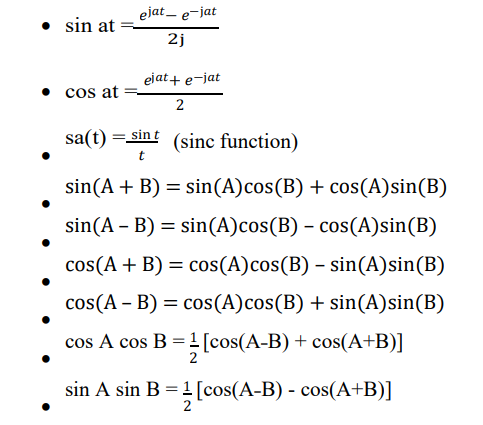 • sin at = (e^jat − e^−jat)/2j
• cos at = (e^jat + e^−jat)/2
• sa(t) = sin t/t (sinc function)
• sin(A + B) = sin(A)cos(B) + cos(A)sin(B)
• sin(A − B) = sin(A)cos(B) − cos(A)sin(B)
• cos(A + B) = cos(A)cos(B) − sin(A)sin(B)
• cos(A − B) = cos(A)cos(B) + sin(A)sin(B)
• cos A cos B = 1/2 [cos(A-B) + cos(A+B)]
• sin A sin B = 1/2 [cos(A-B) - cos(A+B)]